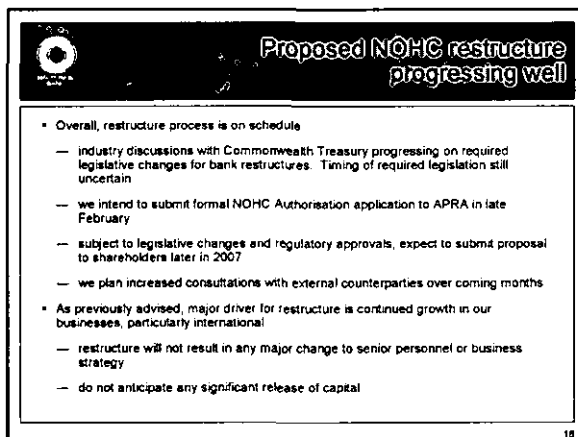 Proposed NOHC restructure
progressing well
• Overall, restructure process is on schedule
— industry discussions with Commonwealth Treasury progressing on required
legislative changes for bank restructures. Timing of required legislation still
uncertain
— we intend to submit formal NOHC Authorisation application to APRA in late
February
— subject to legislative changes and regulatory approvals, expect to submit proposal
to shareholders later in 2007
— we plan increased consultations with external counterparties over coming months
• As previously advised, major driver for restructure is continued growth in our
businesses, particularly international
— restructure will not result in any major change to senior personnel or business
strategy
— do not anticipate any significant release of capital